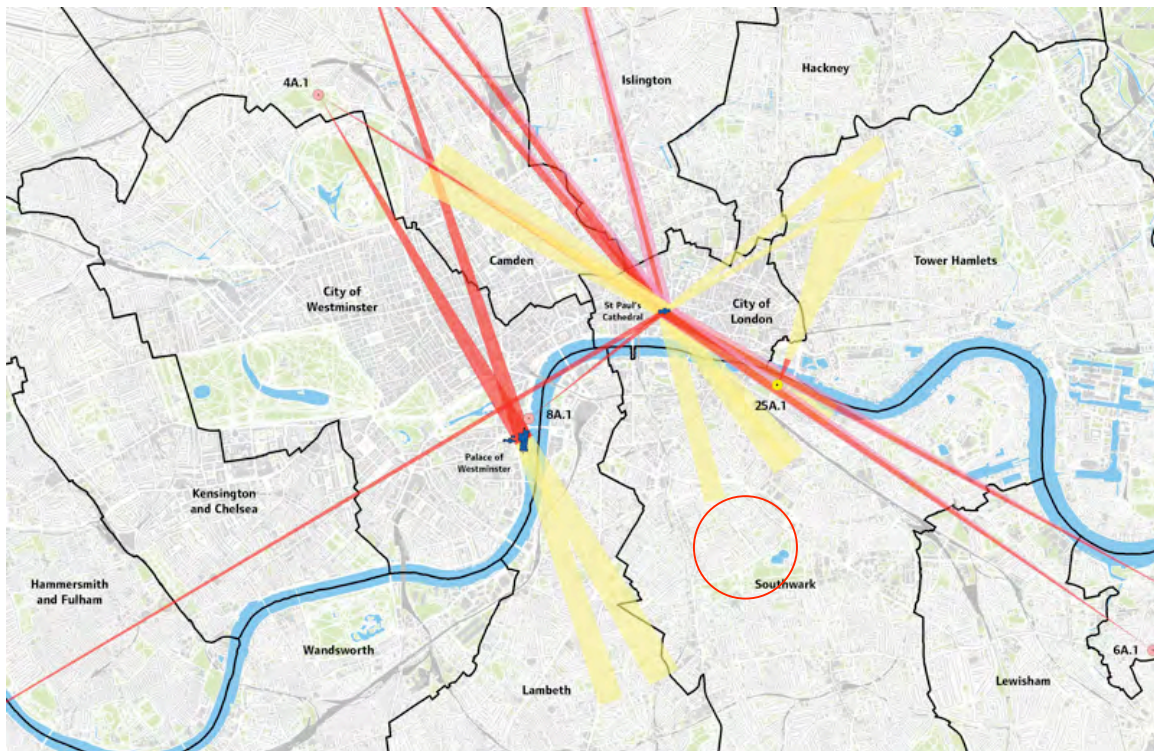 Hackney
Islington
4A.1
Camden
Tower Hamlets
City of
Westminster
St Paul's
Cathedral
City of
London
25A.1
8A.1
Palace of
Westminster
Kensington
and Chelsea
Hammersmith
and Fulham
Southwark
Wandsworth
6A.1
Lewisham
Lambeth